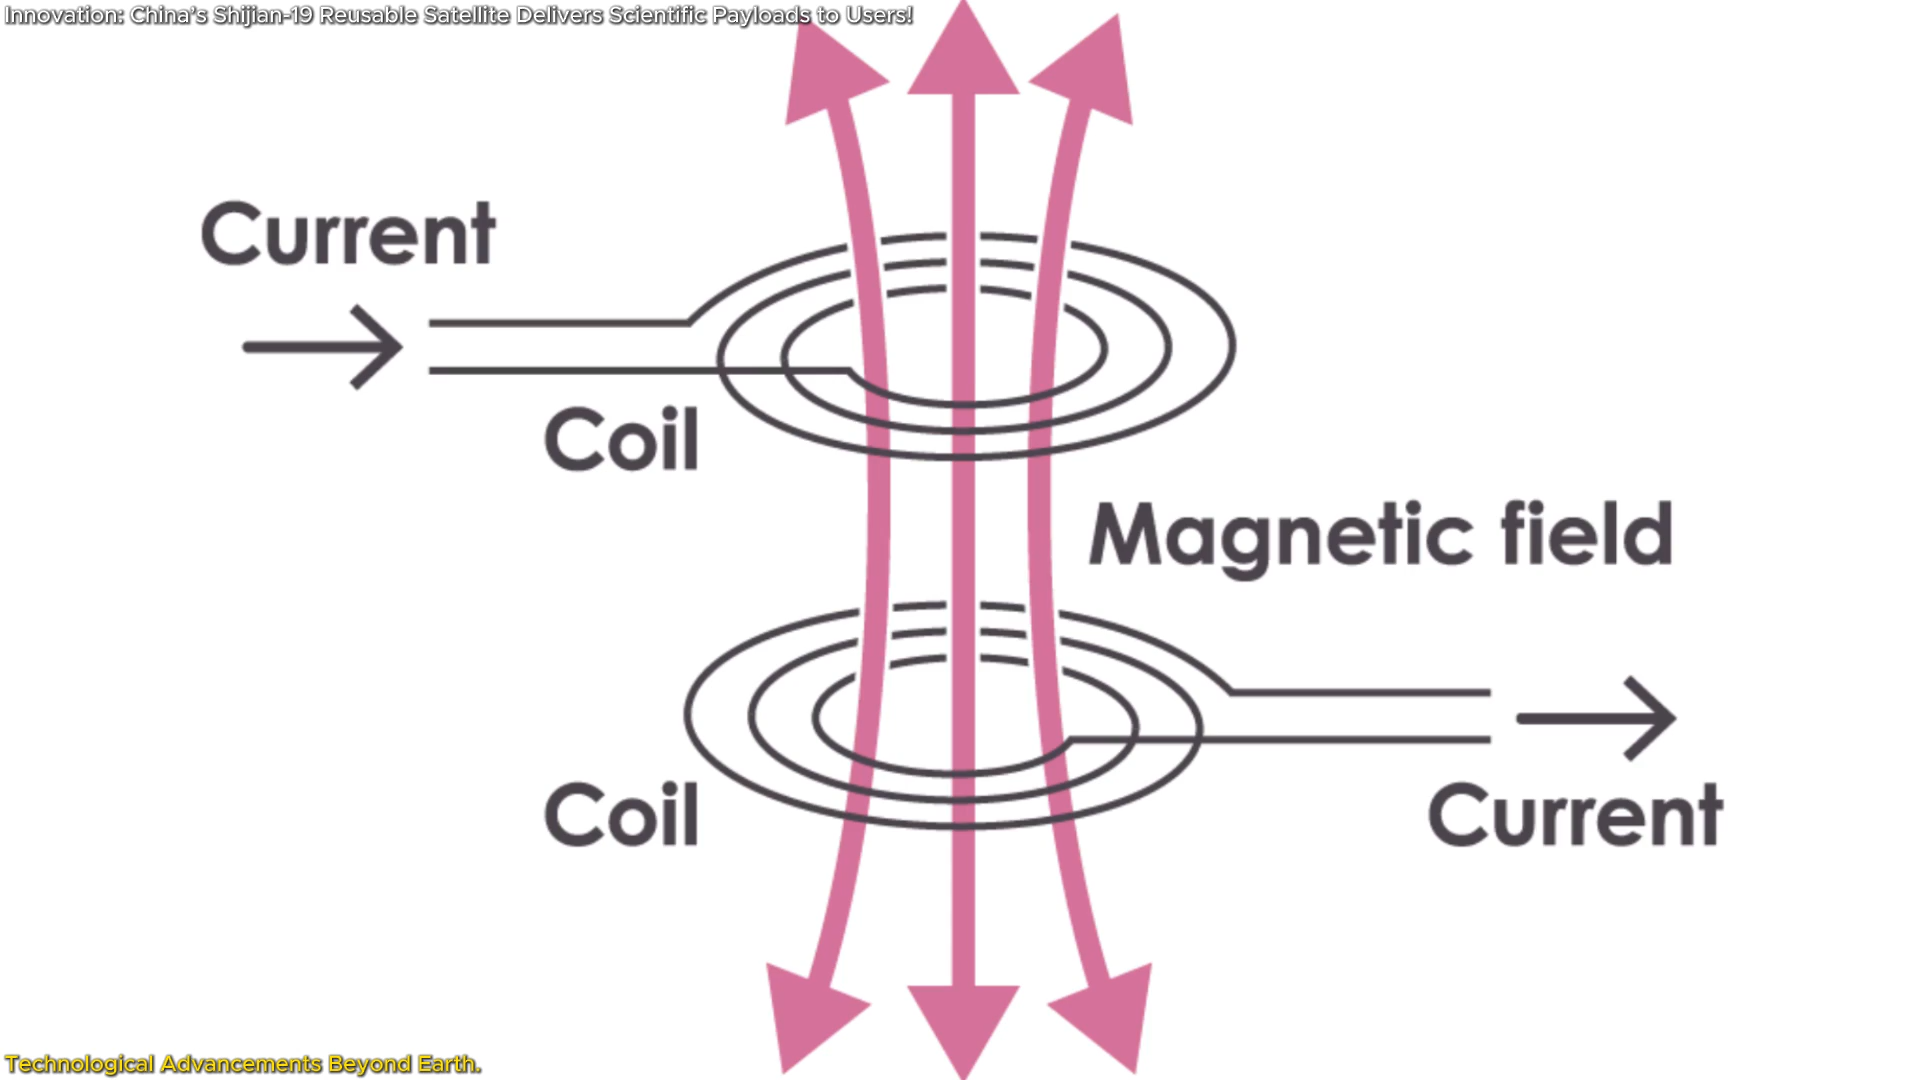 Innovation: China's Shijian-19 Reusable Satellite Delivers Scientific Payloads to Users!
Current
Coil
Magnetic field
Coil
Current
Technological Advancements Beyond Earth.